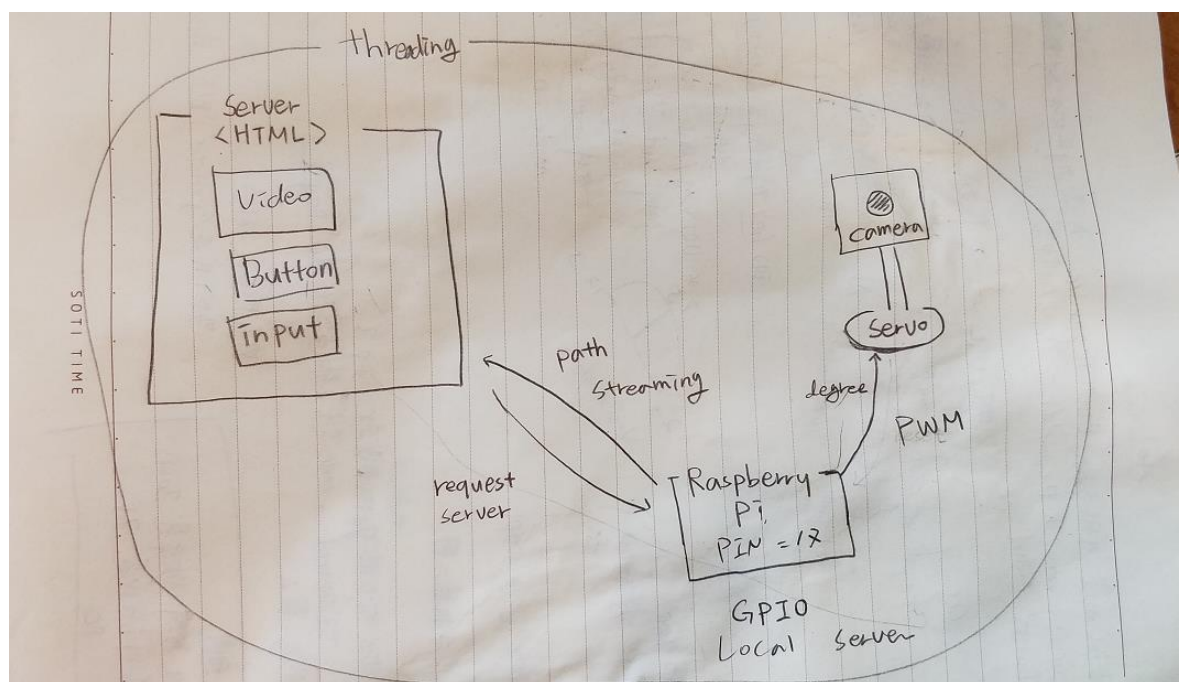 threading
Server
<HTML>
Video
Button
input
camera
servo
path
streaming
degree
PWM
request
server
Raspberry
Pi
PIN = 17
GPIO
Local server
SOTI TIME